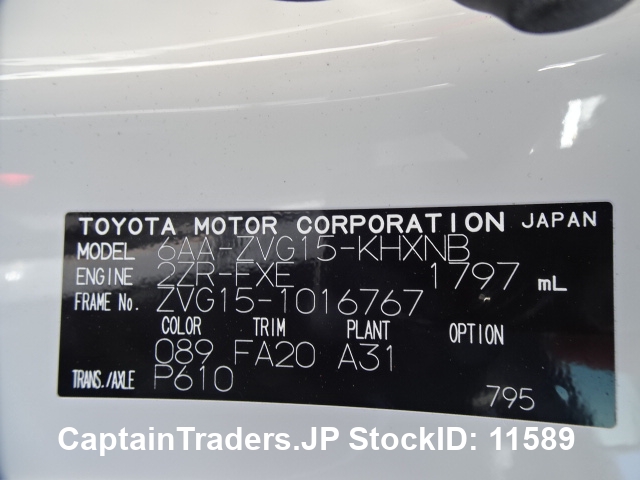 TOYOTA MOTOR CORPORATION JAPAN
MODEL 6AA-ZVG15-KHXNB
ENGINE 2ZR-FXE 1797 mL
FRAME No. ZVG15-1016767
COLOR TRIM PLANT OPTION
089 FA20 A31
TRANS./AXLE P610
795
CaptainTraders.JP StockID: 11589